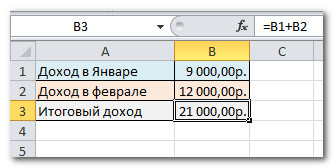 B3 fx =B1+B2
A B C
1 Доход в Январе 9 000,00р.
2 Доход в феврале 12 000,00р.
3 Итоговый доход 21 000,00р.
4
5